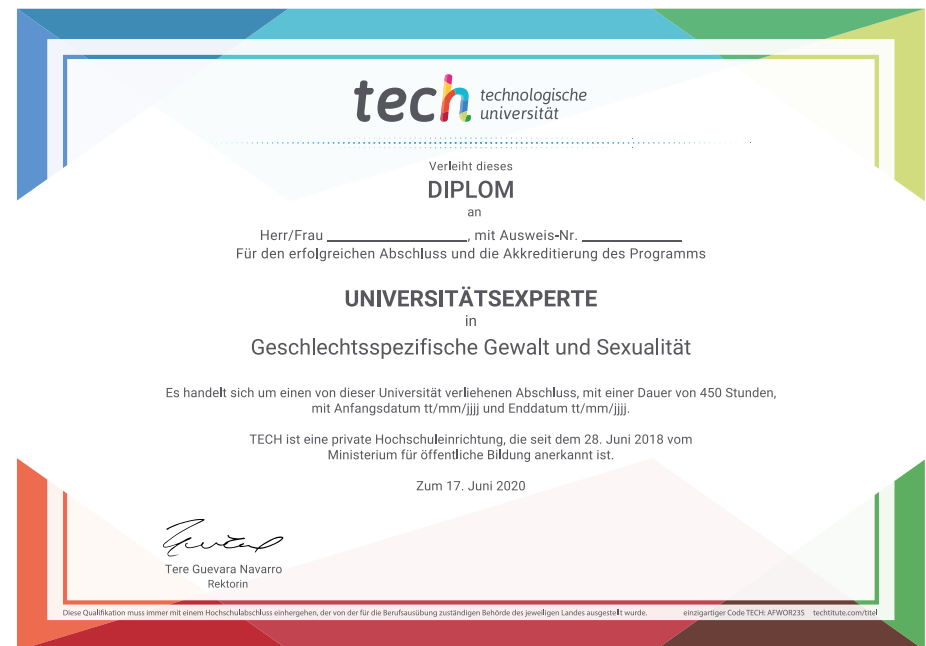 tech technologische
universität
Verleiht dieses
DIPLOM
an
Herr/Frau ____________, mit Ausweis-Nr. ____________
Für den erfolgreichen Abschluss und die Akkreditierung des Programms
UNIVERSITÄTSEXPERTE
in
Geschlechtsspezifische Gewalt und Sexualität
Es handelt sich um einen von dieser Universität verliehenen Abschluss, mit einer Dauer von 450 Stunden,
mit Anfangsdatum tt/mm/jjjj und Enddatum tt/mm/jjjj.
TECH ist eine private Hochschuleinrichtung, die seit dem 28. Juni 2018 vom
Ministerium für öffentliche Bildung anerkannt ist.
Zum 17. Juni 2020
Tere Guevara Navarro
Rektorin
Diese Qualifikation muss immer mit einem Hochschulabschluss einhergehen, der von der für die Berufsausübung zuständigen Behörde des jeweiligen Landes ausgestellt wurde. einzigartiger Code TECH: AFWOR23S techtitute.com/titel